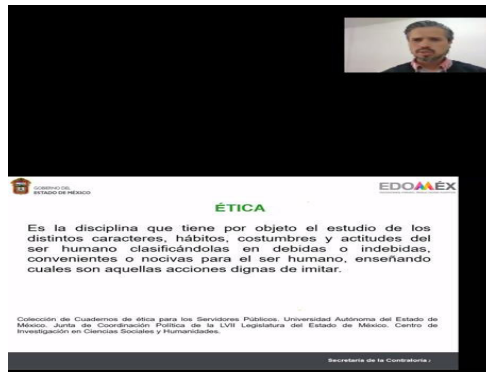 GOBIERNO DEL
ESTADO DE MÉXICO
EDOMÉX
ÉTICA
Es la disciplina que tiene por objeto el estudio de los
distintos caracteres, hábitos, costumbres y actitudes del
ser humano clasificándolas en debidas o indebidas,
convenientes o nocivas para el ser humano, enseñando
cuales son aquellas acciones dignas de imitar.
Colección de Cuadernos de ética para los Servidores Públicos. Universidad Autónoma del Estado de
México. Junta de Coordinación Política de la LVII Legislatura del Estado de México. Centro de
Investigación en Ciencias Sociales y Humanidades.
Secretaría de la Contraloría